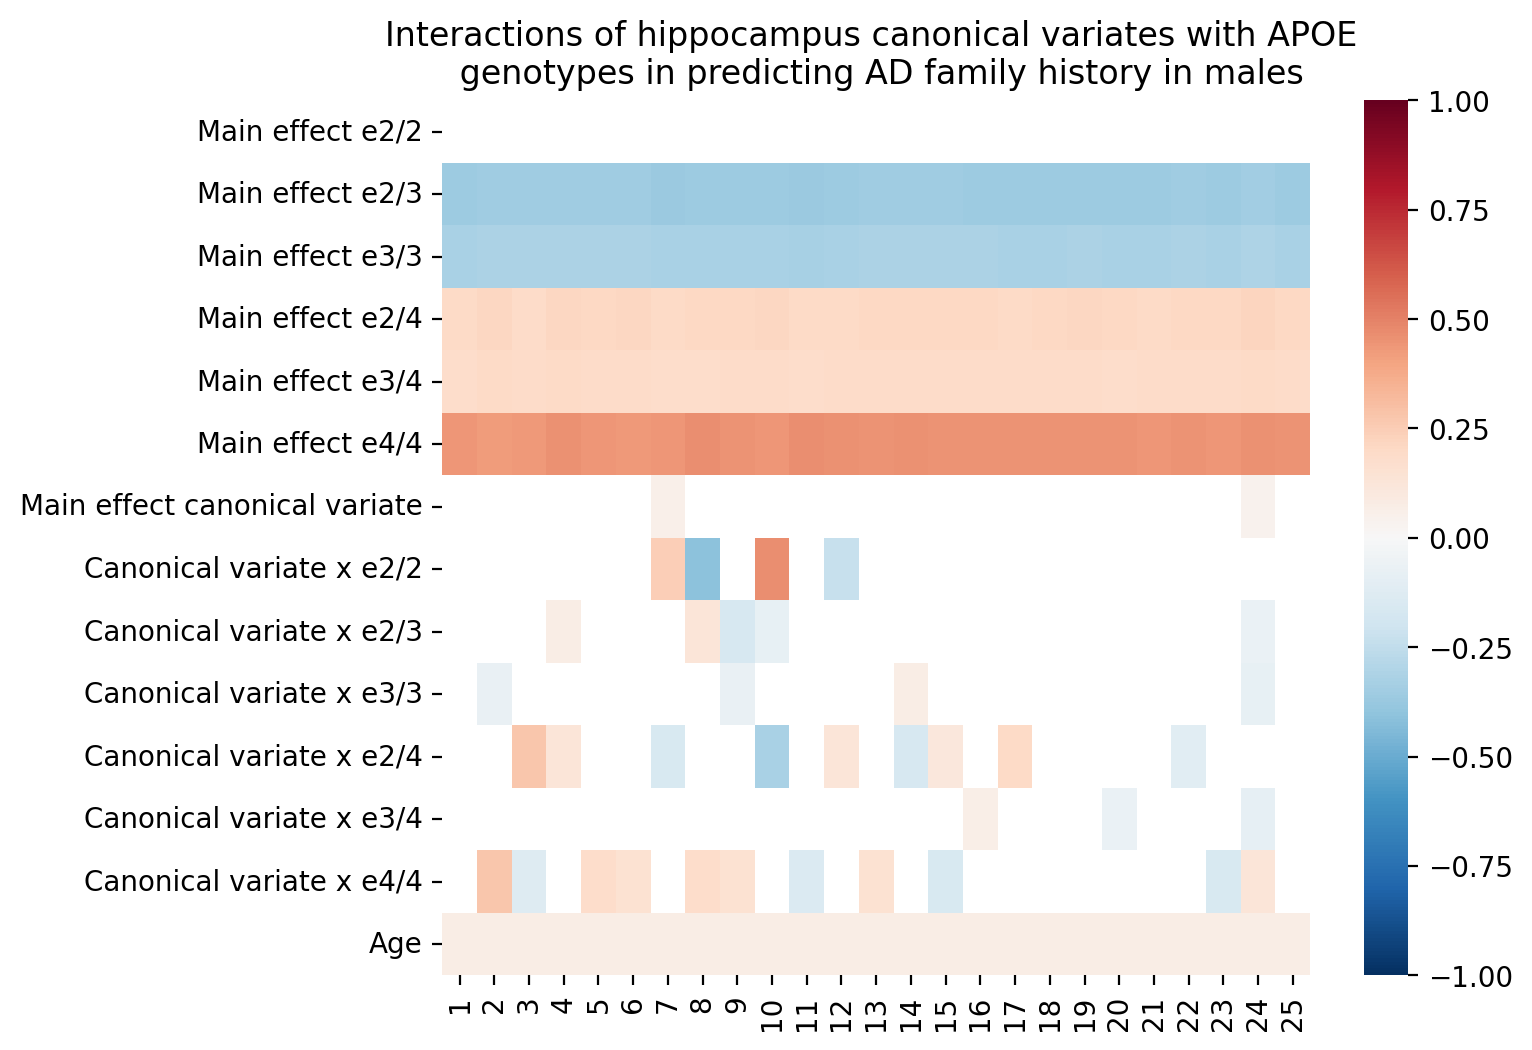 Interactions of hippocampus canonical variates with APOE
genotypes in predicting AD family history in males
Main effect e2/2
Main effect e2/3
Main effect e3/3
Main effect e2/4
Main effect e3/4
Main effect e4/4
Main effect canonical variate
Canonical variate x e2/2
Canonical variate x e2/3
Canonical variate x e3/3
Canonical variate x e2/4
Canonical variate x e3/4
Canonical variate x e4/4
Age
1 2 3 4 5 6 7 8 9 10 11 12 13 14 15 16 17 18 19 20 21 22 23 24 25
1.00
0.75
0.50
0.25
0.00
−0.25
−0.50
−0.75
−1.00